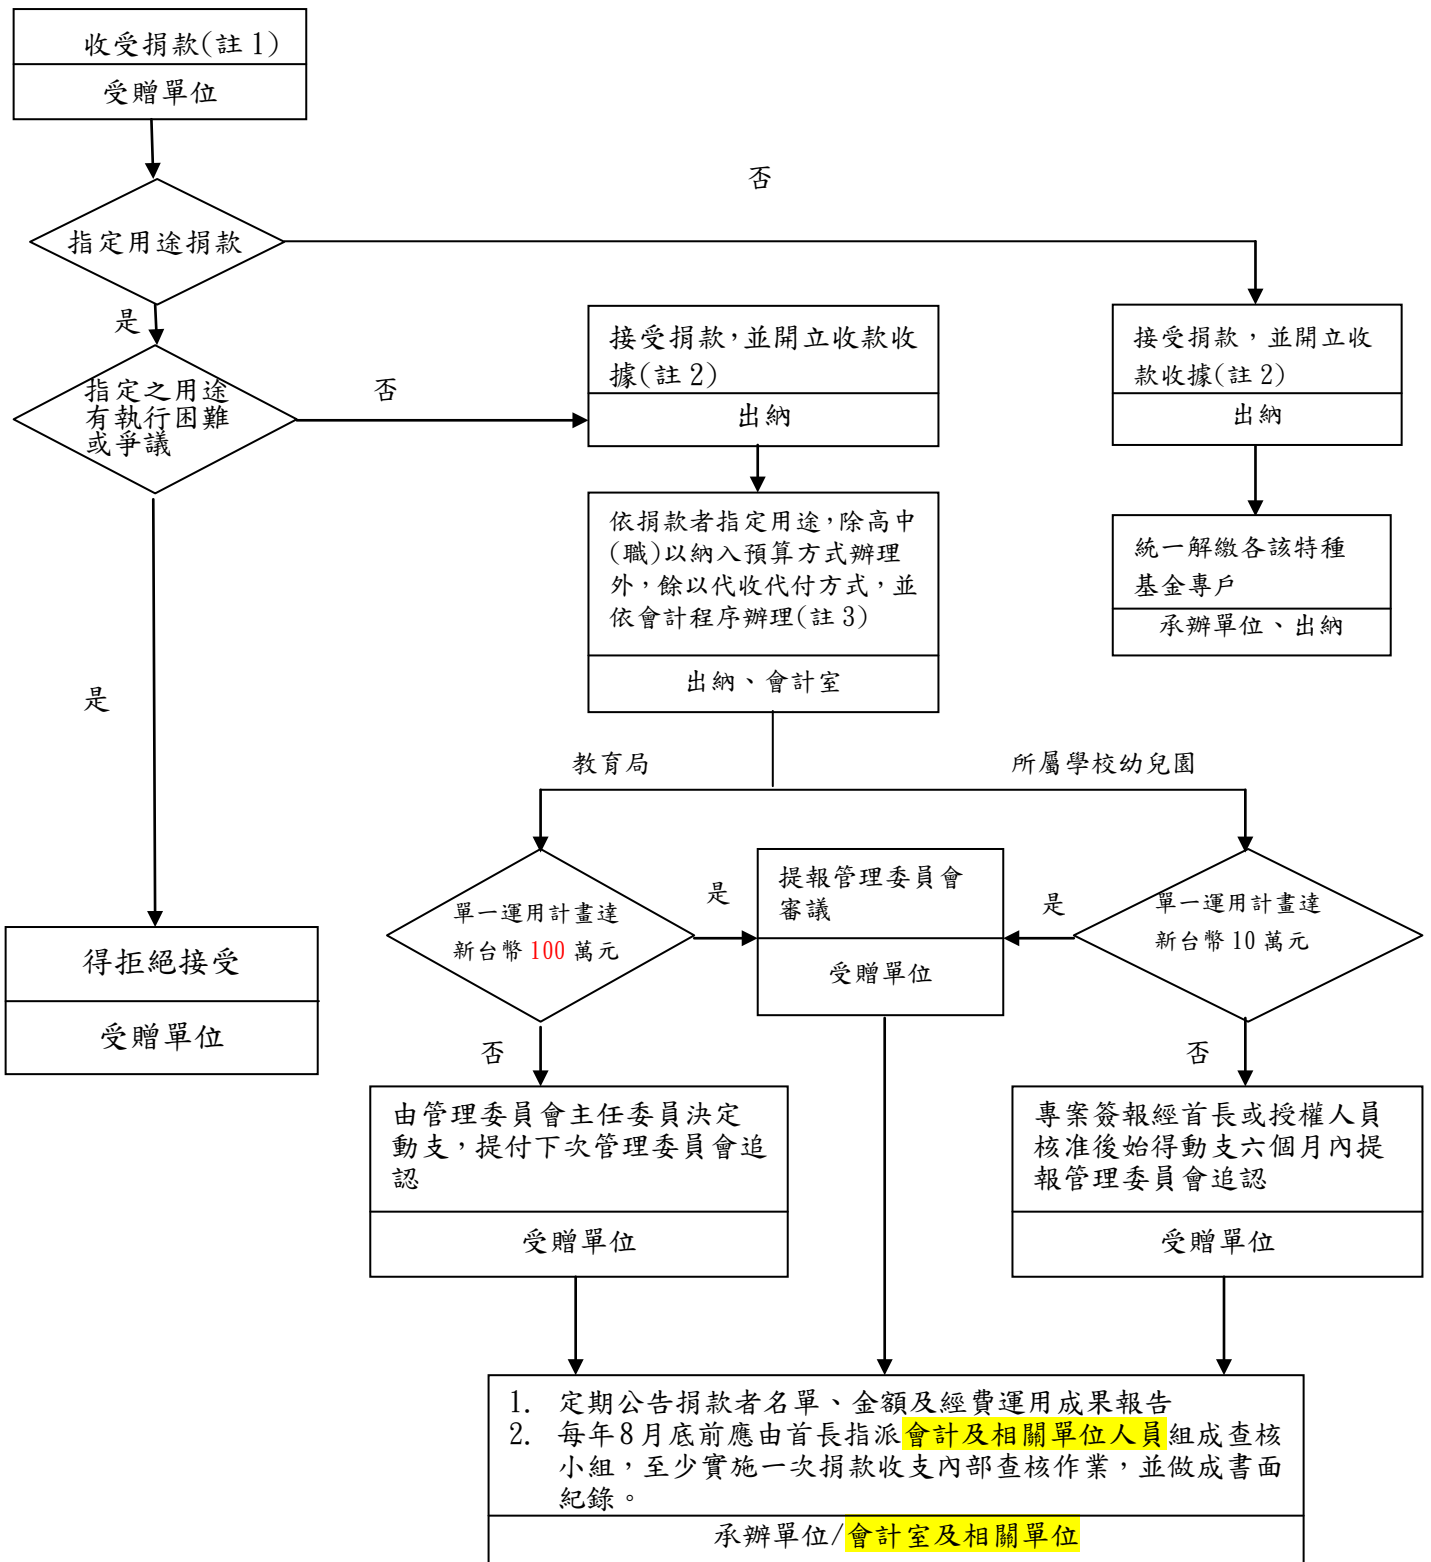 收受捐款(註1)
受贈單位
否
指定用途捐款
是
指定之用途
有執行困難
或爭議
否
接受捐款，並開立收款收
據(註2)
出納
接受捐款，並開立收
款收據(註2)
出納
依捐款者指定用途，除高中
(職)以納入預算方式辦理
外，餘以代收代付方式，並
依會計程序辦理(註3)
出納、會計室
統一解繳各該特種
基金專戶
承辦單位、出納
是
教育局
所屬學校幼兒園
單一運用計畫達
新台幣100萬元
是
提報管理委員會
審議
受贈單位
是
單一運用計畫達
新台幣10萬元
得拒絕接受
受贈單位
否
否
由管理委員會主任委員決定
動支，提付下次管理委員會追
認
受贈單位
專案簽報經首長或授權人員
核准後始得動支六個月內提
報管理委員會追認
受贈單位
1. 定期公告捐款者名單、金額及經費運用成果報告
2. 每年8月底前應由首長指派會計及相關單位人員組成查核
小組，至少實施一次捐款收支內部查核作業，並做成書面
紀錄。
承辦單位/會計室及相關單位